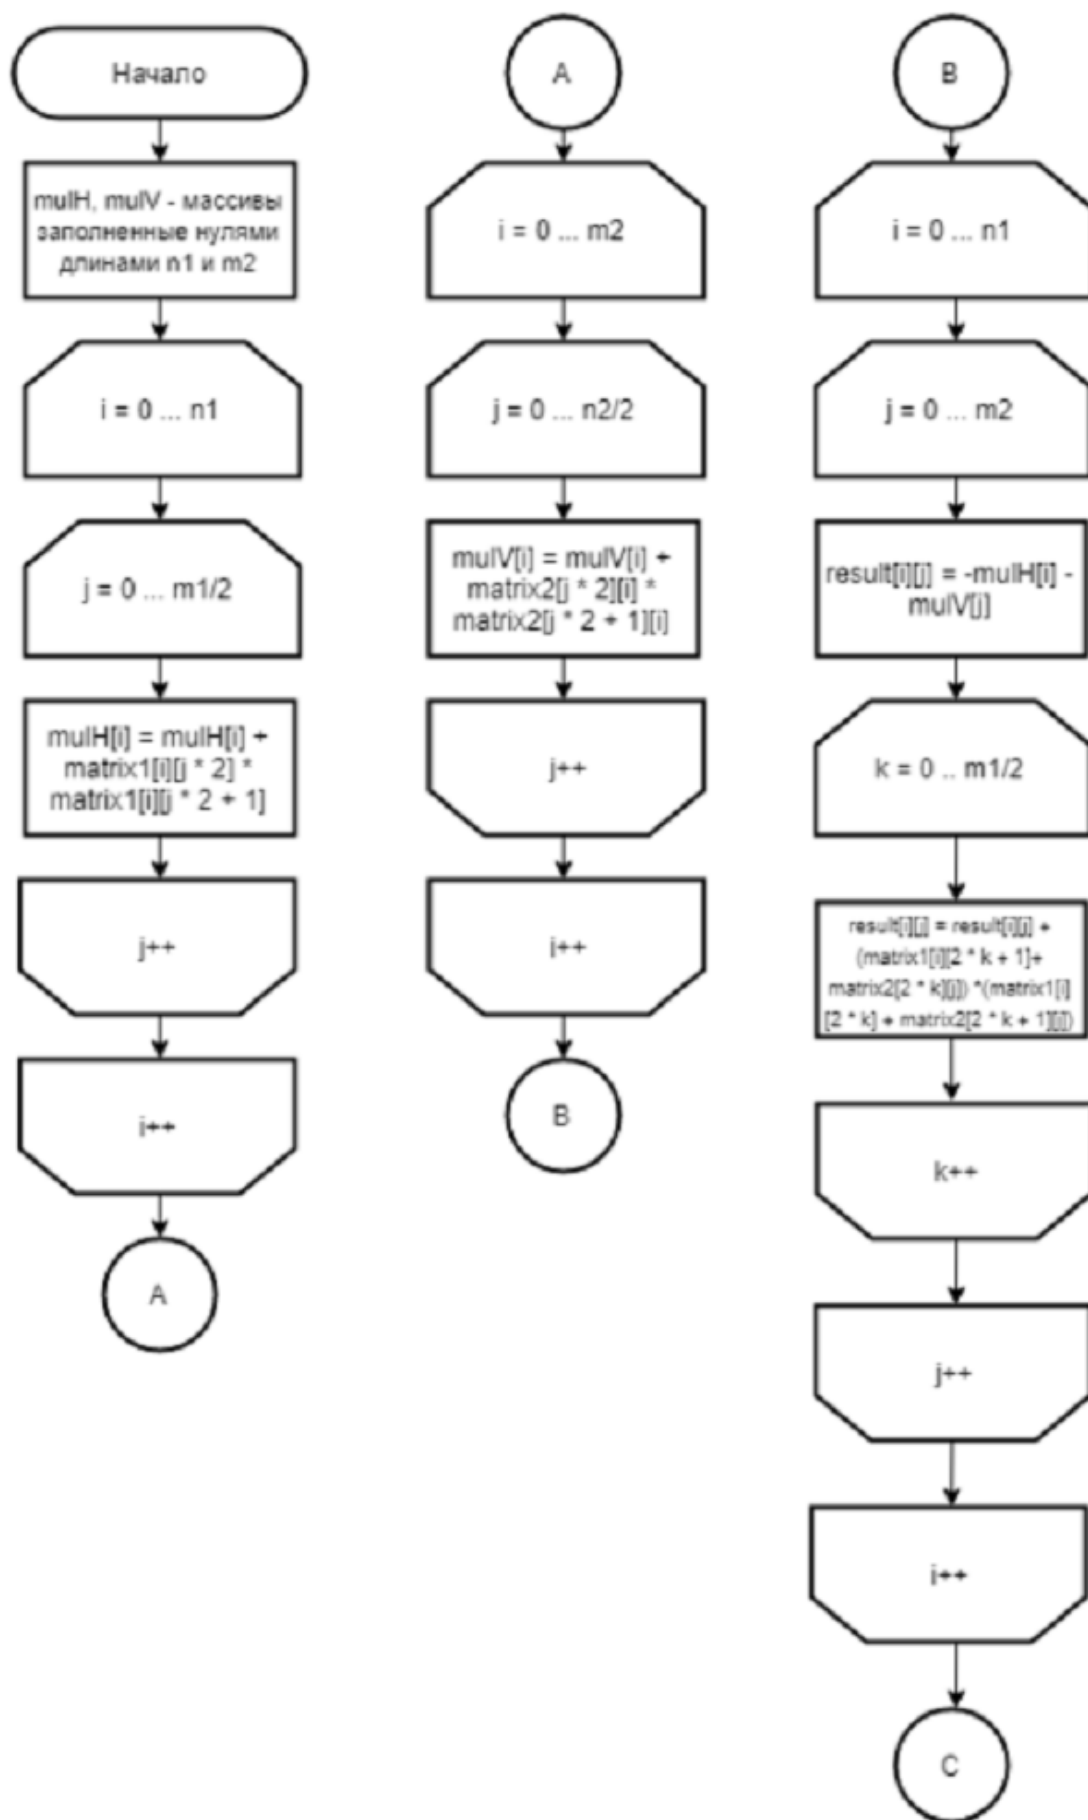 Начало
mulH, mulV - массивы
заполненные нулями
длинами n1 и m2
i = 0 ... n1
j = 0 ... m1/2
mulH[i] = mulH[i] +
matrix1[i][j * 2] *
matrix1[i][j * 2 + 1]
j++
i++
A
A
i = 0 ... m2
j = 0 ... n2/2
mulV[i] = mulV[i] +
matrix2[j * 2][i] *
matrix2[j * 2 + 1][i]
j++
i++
B
B
i = 0 ... n1
j = 0 ... m2
result[i][j] = -mulH[i] -
mulV[j]
k = 0 .. m1/2
result[i][j] = result[i][j] +
(matrix1[i][2 * k + 1]+
matrix2[2 * k][j]) *(matrix1[i]
[2 * k] + matrix2[2 * k + 1][j])
k++
j++
i++
C